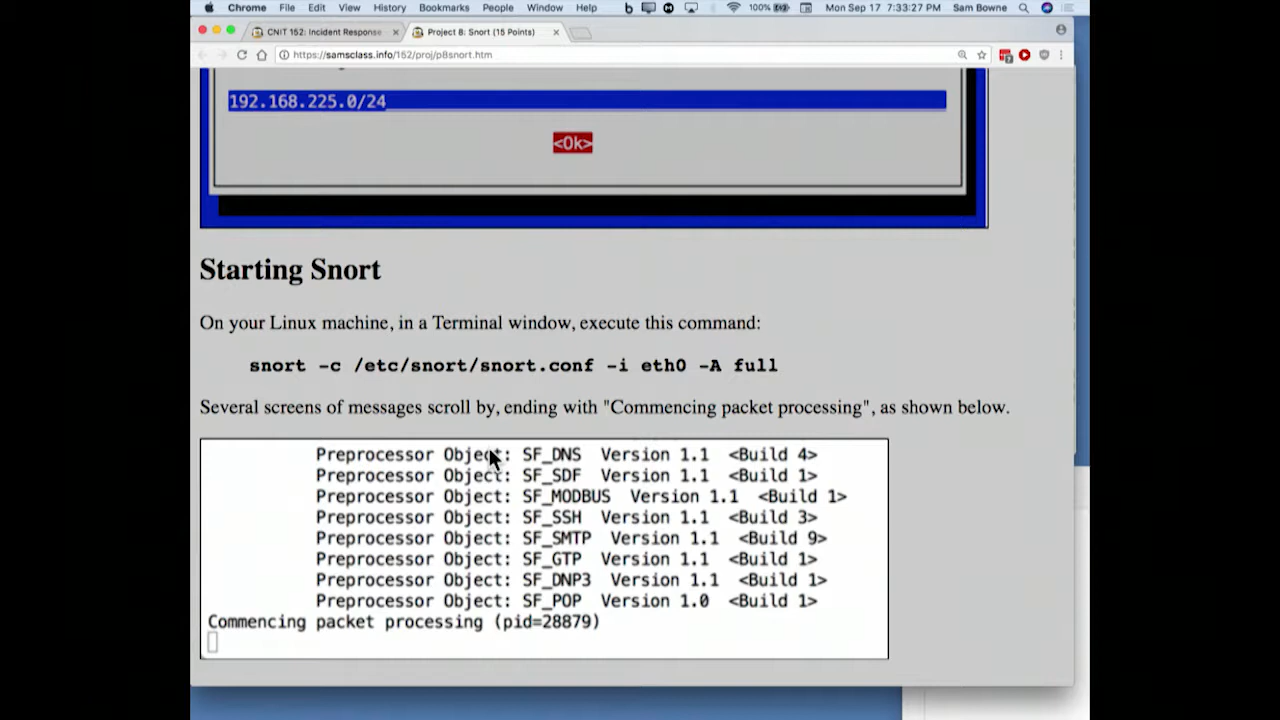 Chrome File Edit View History Bookmarks People Window Help 100% Mon Sep 17 7:33:27 PM Sam Bowne
CNIT 152: Incident Response Project 8: Snort (15 Points)
https://samsclass.info/152/proj/p8snort.htm
192.168.225.0/24
<Ok>
Starting Snort
On your Linux machine, in a Terminal window, execute this command:
snort -c /etc/snort/snort.conf -i eth0 -A full
Several screens of messages scroll by, ending with "Commencing packet processing", as shown below.
Preprocessor Object: SF_DNS Version 1.1 <Build 4>
Preprocessor Object: SF_SDF Version 1.1 <Build 1>
Preprocessor Object: SF_MODBUS Version 1.1 <Build 1>
Preprocessor Object: SF_SSH Version 1.1 <Build 3>
Preprocessor Object: SF_SMTP Version 1.1 <Build 9>
Preprocessor Object: SF_GTP Version 1.1 <Build 1>
Preprocessor Object: SF_DNP3 Version 1.1 <Build 1>
Preprocessor Object: SF_POP Version 1.0 <Build 1>
Commencing packet processing (pid=28879)